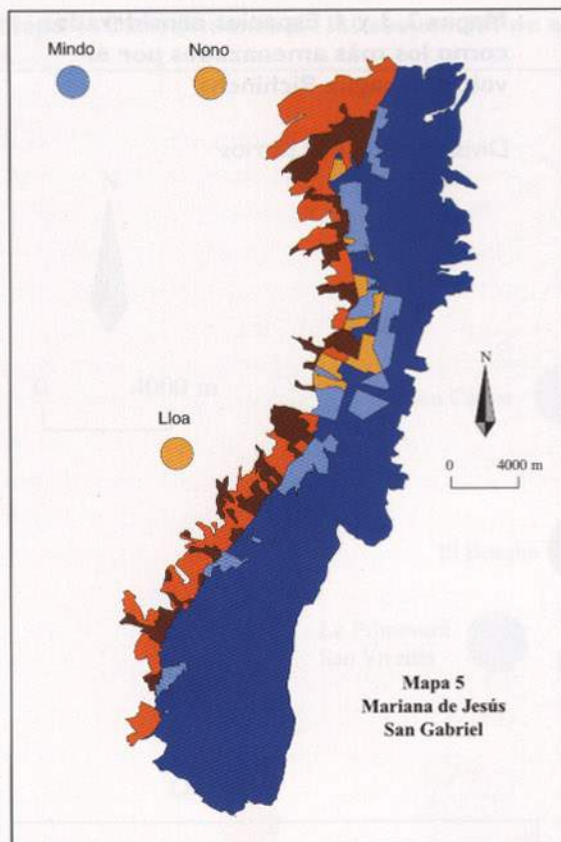 Mindo
Nono
Lloa
N
0 4000 m
Mapa 5
Mariana de Jesús
San Gabriel